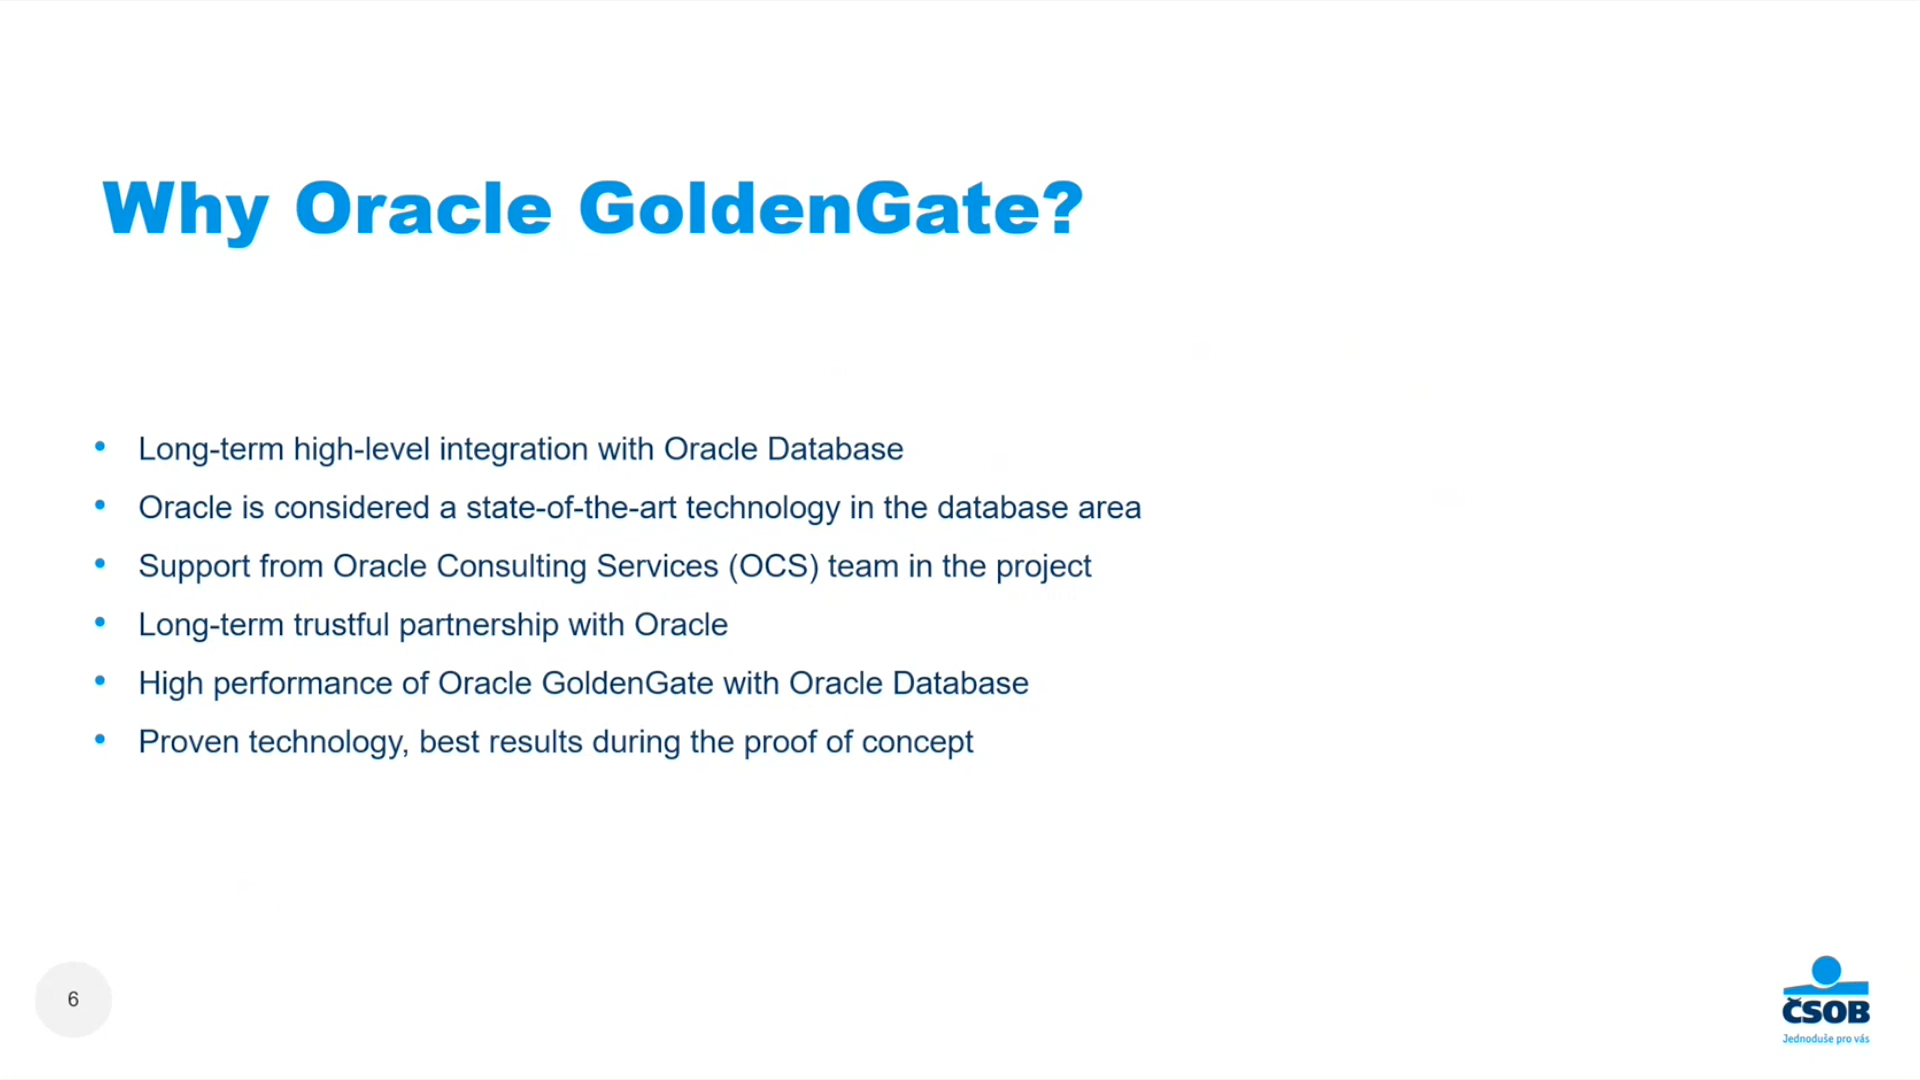 Why Oracle GoldenGate?
• Long-term high-level integration with Oracle Database
• Oracle is considered a state-of-the-art technology in the database area
• Support from Oracle Consulting Services (OCS) team in the project
• Long-term trustful partnership with Oracle
• High performance of Oracle GoldenGate with Oracle Database
• Proven technology, best results during the proof of concept
6
ČSOB
Jednoduše pro vás